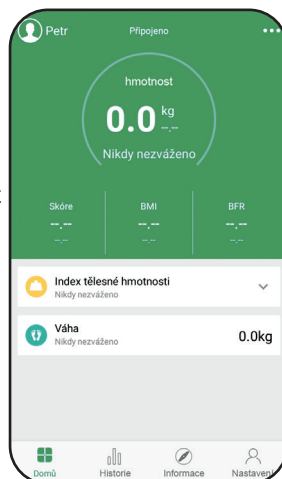 Petr
Připojeno
hmotnost
0.0 kg
--.--
Nikdy nezváženo
Skóre BMI BFR
--.-- --.-- --.--
--.-- --.-- --.--
Index tělesné hmotnosti
Nikdy nezváženo
Váha
Nikdy nezváženo
0.0kg
Domů Historie Informace Nastavení